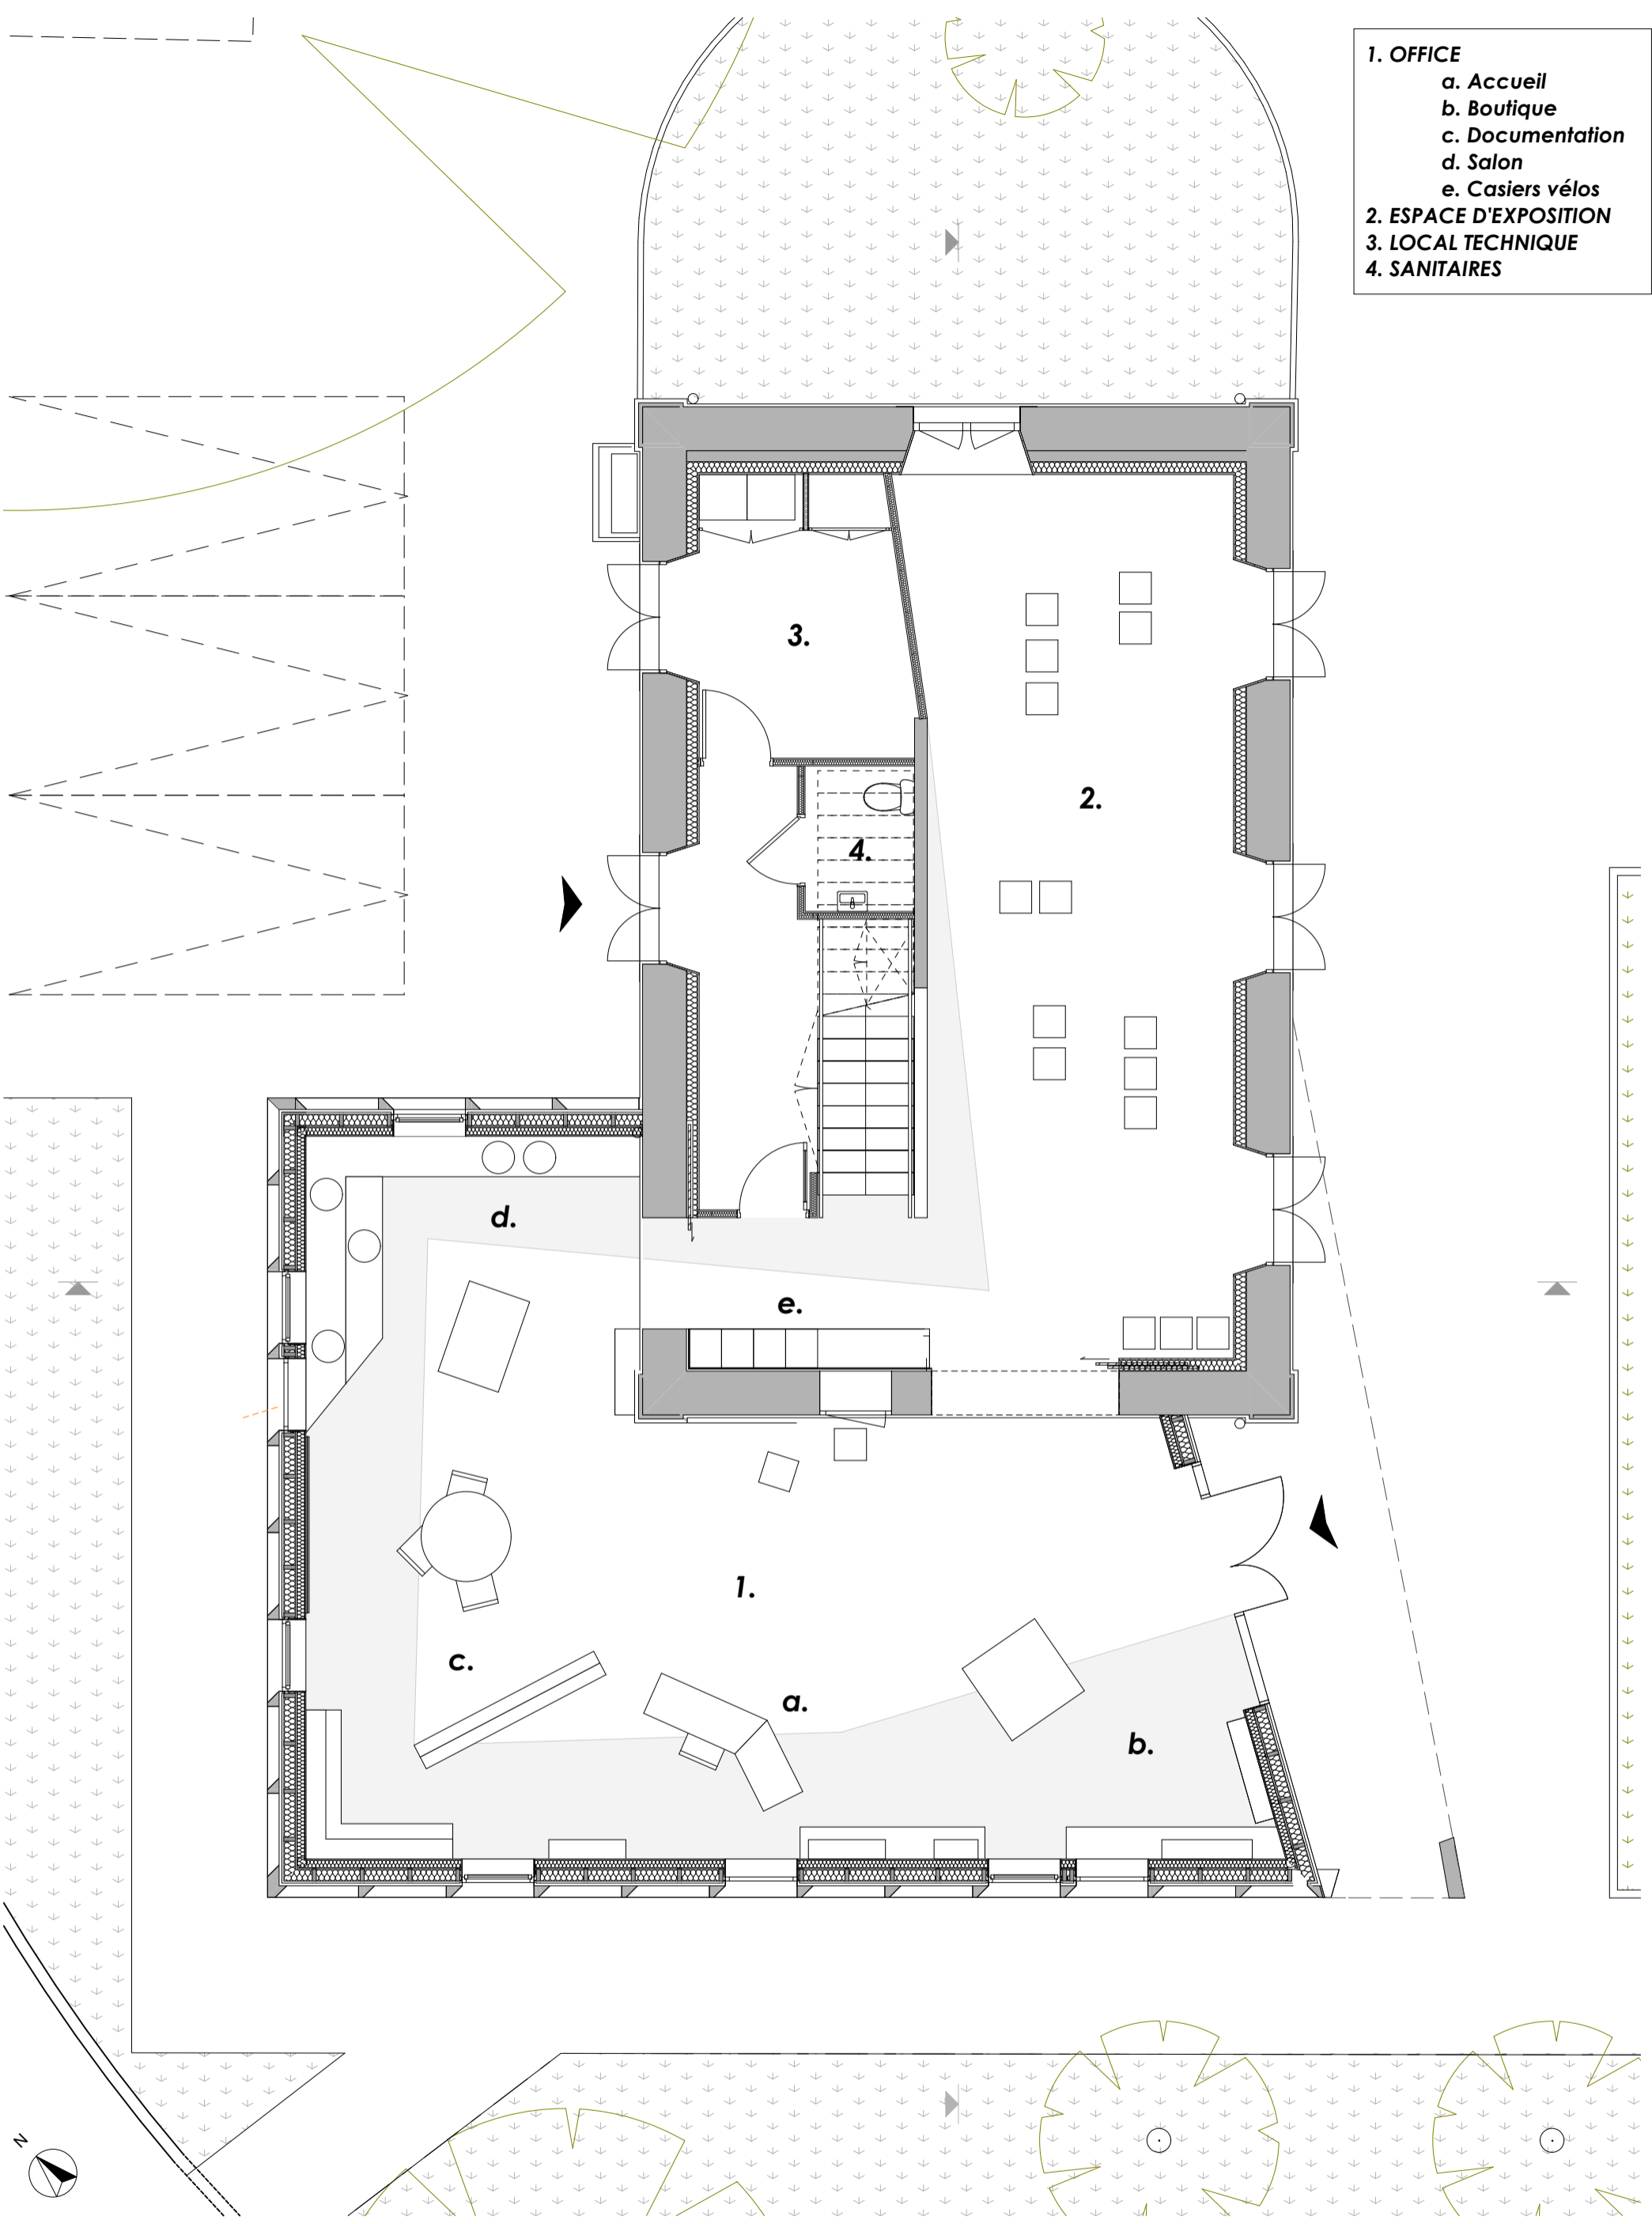 1. OFFICE
a. Accueil
b. Boutique
c. Documentation
d. Salon
e. Casiers vélos
2. ESPACE D'EXPOSITION
3. LOCAL TECHNIQUE
4. SANITAIRES
3.
2.
4.
d.
e.
1.
c.
a.
b.
N